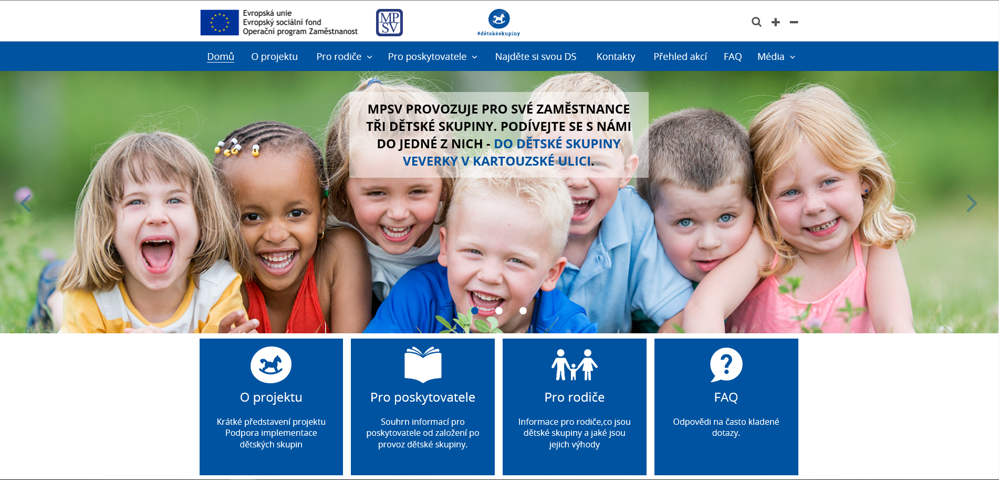 Evropská unie
Evropský sociální fond
Operační program Zaměstnanost
MP
SV
#dětskéskupiny
Domů O projektu Pro rodiče Pro poskytovatele Najděte si svou DS Kontakty Přehled akcí FAQ Média
MPSV PROVOZUJE PRO SVÉ ZAMĚSTNANCE
TŘI DĚTSKÉ SKUPINY. PODÍVEJTE SE S NÁMI
DO JEDNÉ Z NICH - DO DĚTSKÉ SKUPINY
VEVERKY V KARTOUZSKÉ ULICI.
O projektu
Krátké představení projektu
Podpora implementace
dětských skupin
Pro poskytovatele
Souhrn informací pro
poskytovatele od založení po
provoz dětské skupiny.
Pro rodiče
Informace pro rodiče,co jsou
dětské skupiny a jaké jsou
jejich výhody
FAQ
Odpovědi na často kladené
dotazy.